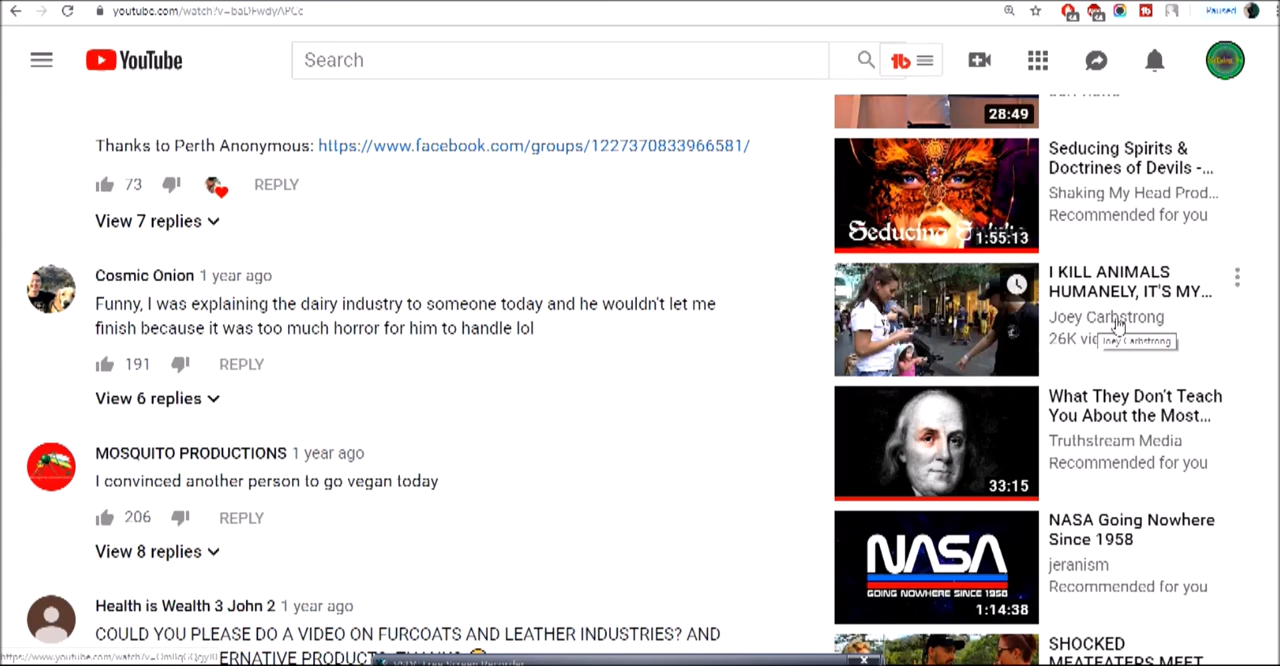 Paused
YouTube
Search
Thanks to Perth Anonymous: https://www.facebook.com/groups/1227370833966581/
73
REPLY
View 7 replies
Cosmic Onion 1 year ago
Funny, I was explaining the dairy industry to someone today and he wouldn't let me
finish because it was too much horror for him to handle lol
191
REPLY
View 6 replies
MOSQUITO PRODUCTIONS 1 year ago
I convinced another person to go vegan today
206
REPLY
View 8 replies
Health is Wealth 3 John 2 1 year ago
COULD YOU PLEASE DO A VIDEO ON FURCOATS AND LEATHER INDUSTRIES? AND
28:49
Seducing
1:55:13
Seducing Spirits &
Doctrines of Devils -...
Shaking My Head Prod...
Recommended for you
I KILL ANIMALS
HUMANELY, IT'S MY...
Joey Carbstrong
26K
Joey Carbstrong
33:15
What They Don't Teach
You About the Most...
Truthstream Media
Recommended for you
NASA
GOING NOWHERE SINCE 1958
1:14:38
NASA Going Nowhere
Since 1958
jeranism
Recommended for you
SHOCKED
MEATEATERS MEET